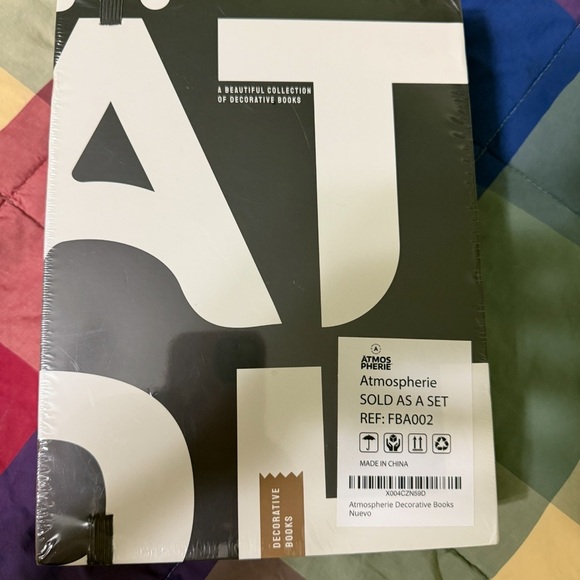 AT
A BEAUTIFUL COLLECTION
OF DECORATIVE BOOKS
ATMOS
PHERIE
Atmospherie
SOLD AS A SET
REF: FBA002
MADE IN CHINA
X004CZN59D
Atmospherie Decorative Books
Nuevo
DECORATIVE
BOOKS